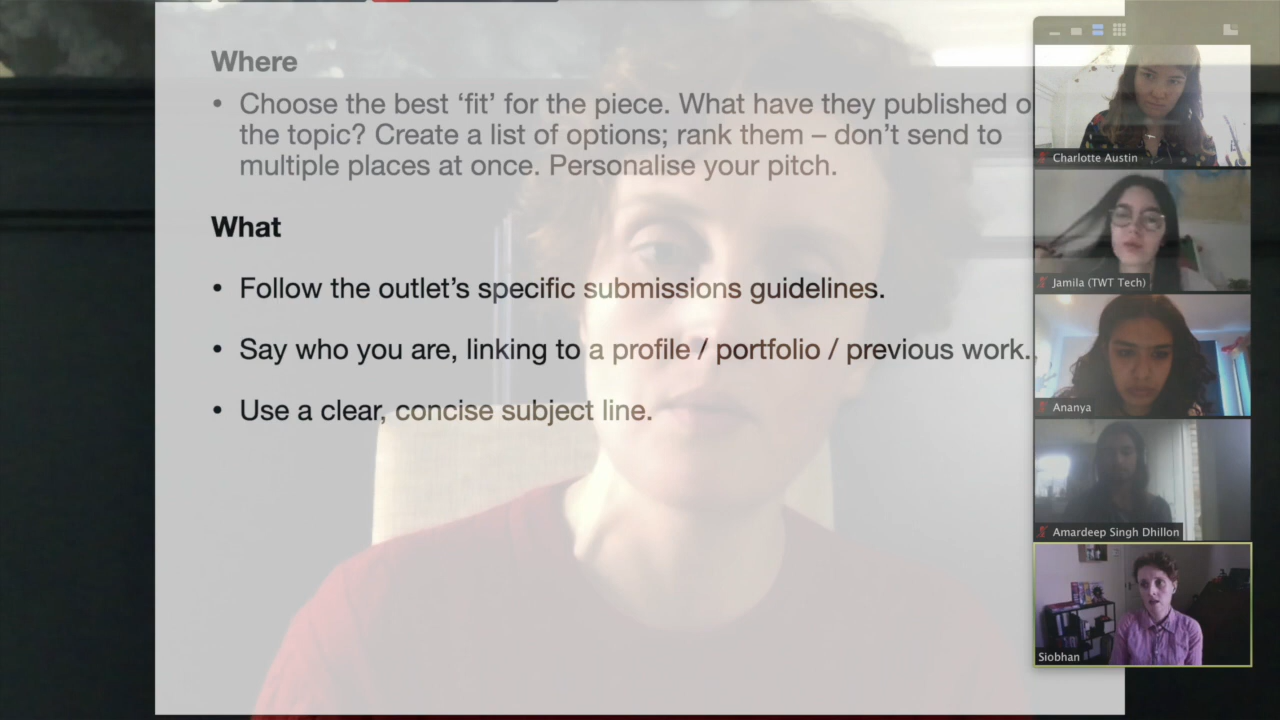 Where
• Choose the best ‘fit’ for the piece. What have they published o
the topic? Create a list of options; rank them – don’t send to
multiple places at once. Personalise your pitch.
What
• Follow the outlet’s specific submissions guidelines.
• Say who you are, linking to a profile / portfolio / previous work.
• Use a clear, concise subject line.
Charlotte Austin
Jamila (TWT Tech)
Ananya
Amardeep Singh Dhillon
Siobhan